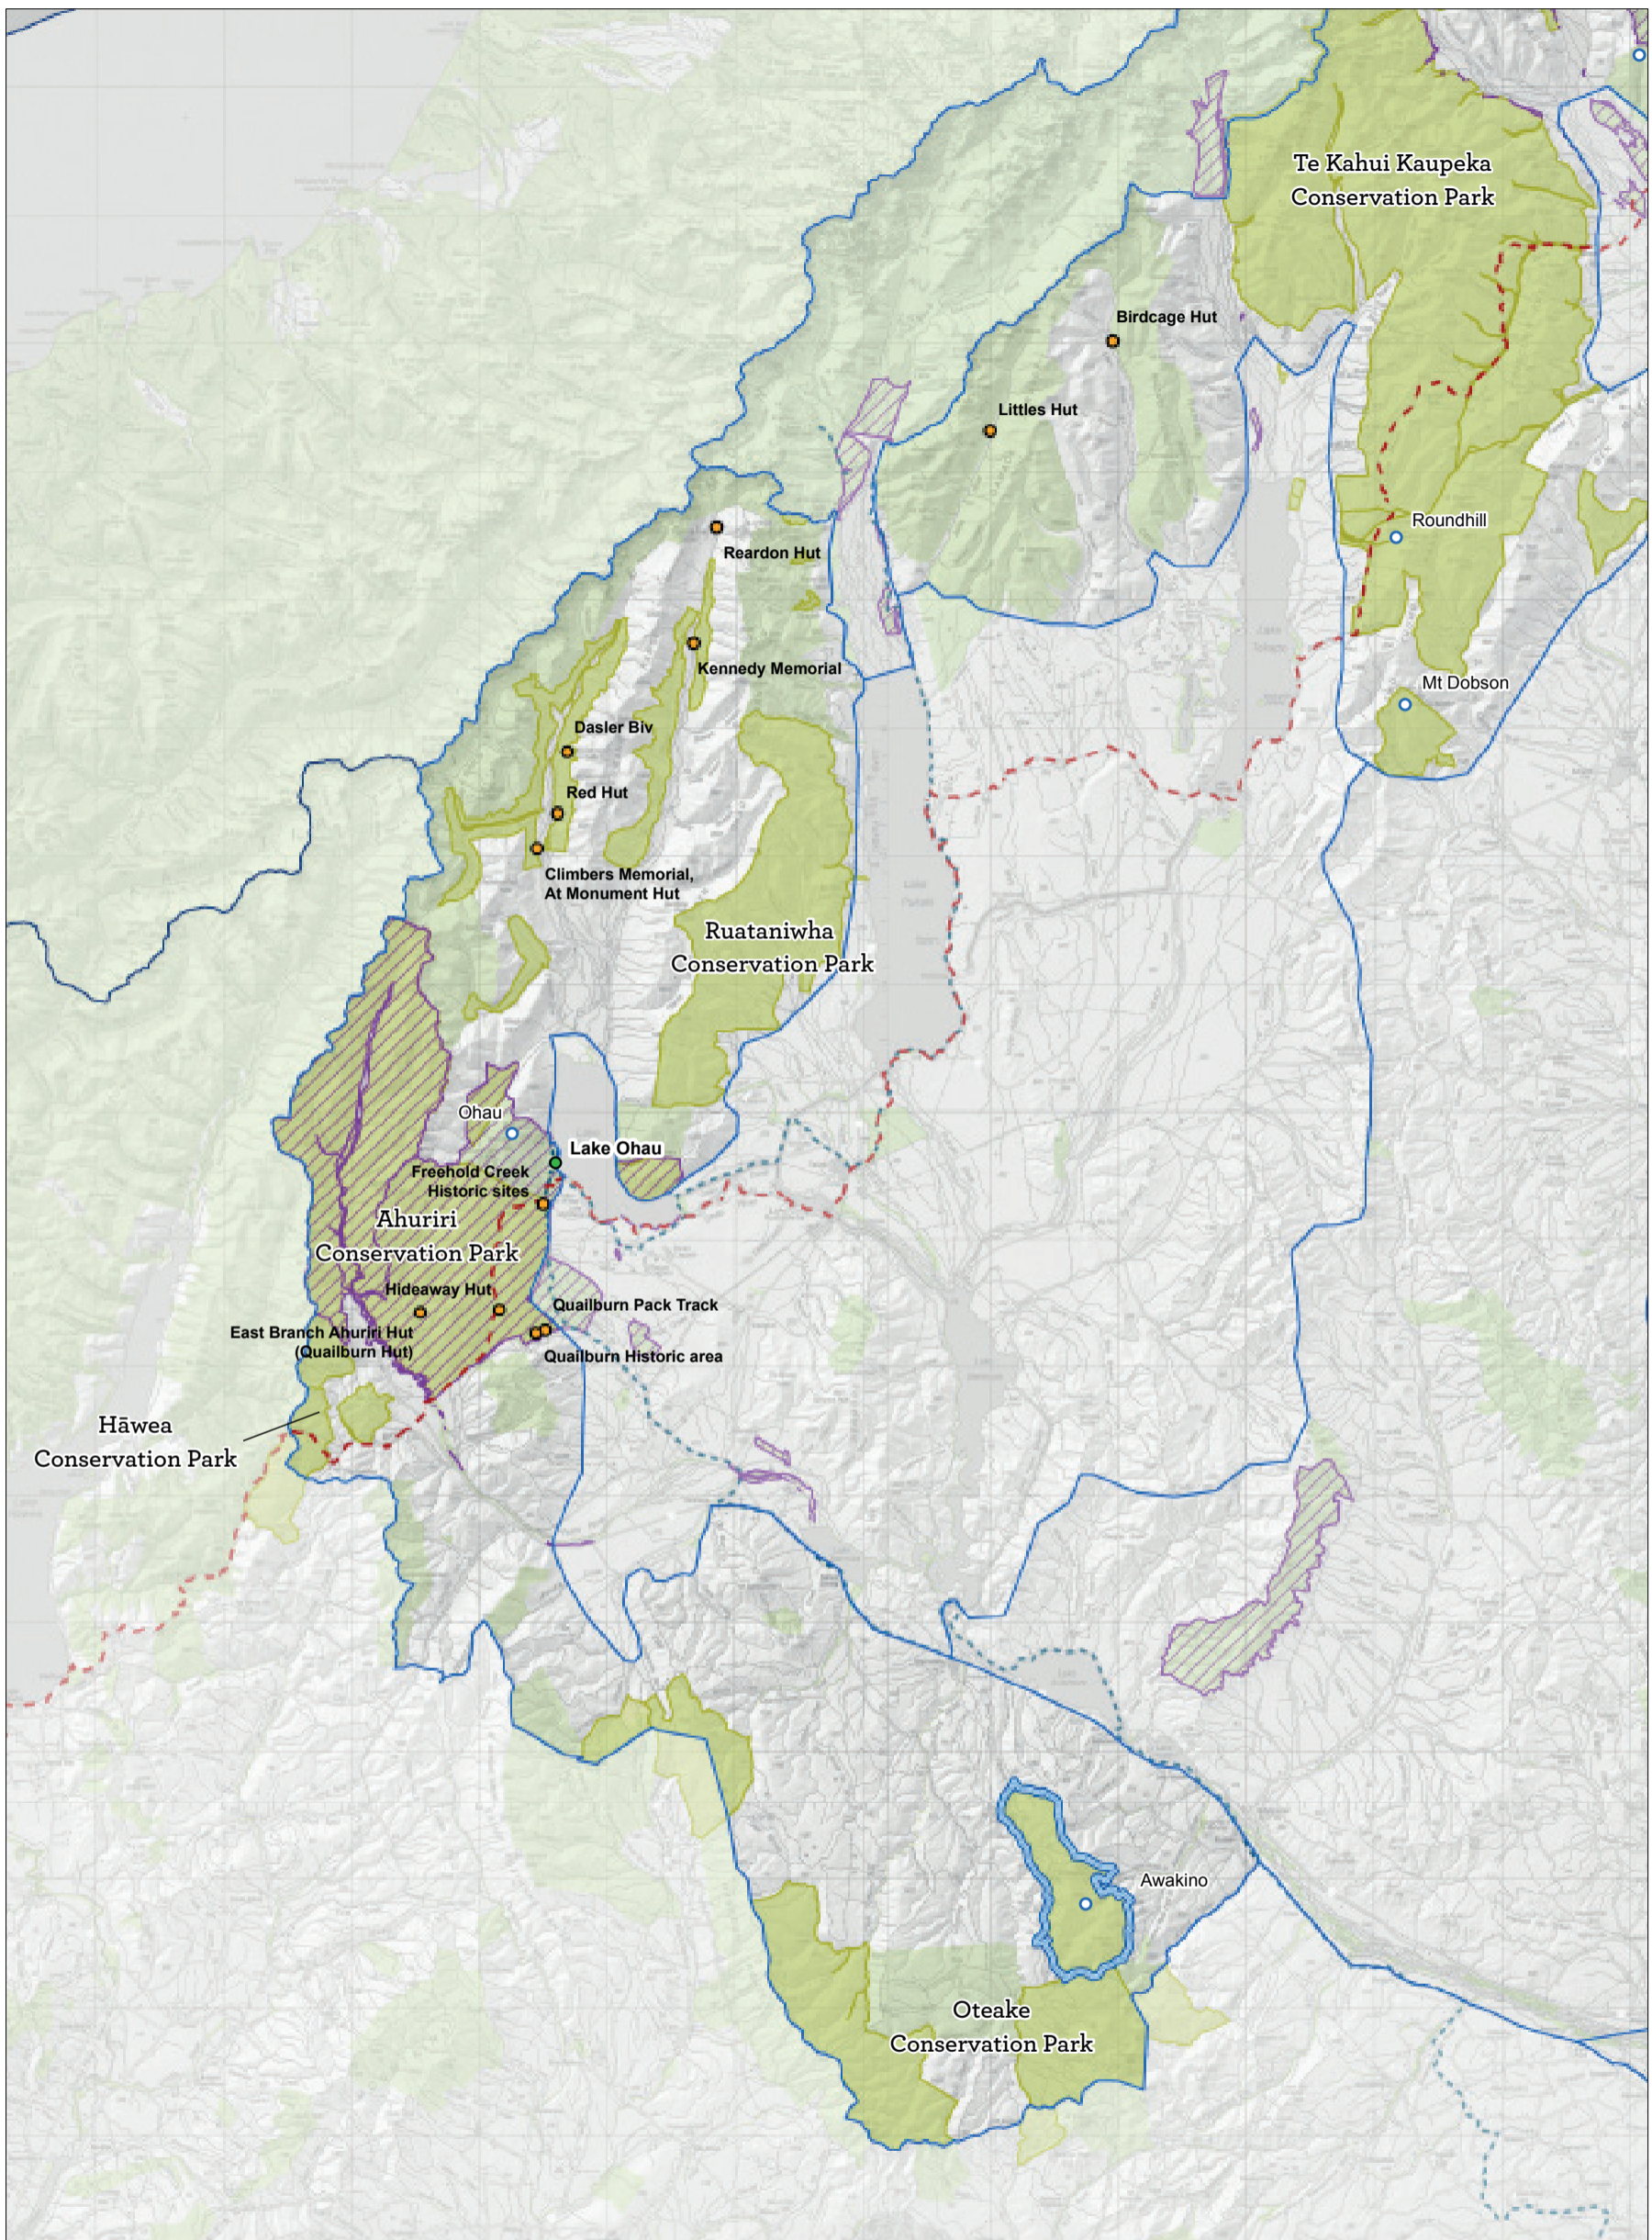 Te Kahui Kaupeka
Conservation Park
Birdcage Hut
Littles Hut
Roundhill
Reardon Hut
Kennedy Memorial
Mt Dobson
Dasler Biv
Red Hut
Climbers Memorial,
At Monument Hut
Ruataniwha
Conservation Park
Ohau
Lake Ohau
Freehold Creek
Historic sites
Ahuriri
Conservation Park
Hideaway Hut
Quailburn Pack Track
East Branch Ahuriri Hut
(Quailburn Hut)
Quailburn Historic area
Hāwea
Conservation Park
Awakino
Oteake
Conservation Park